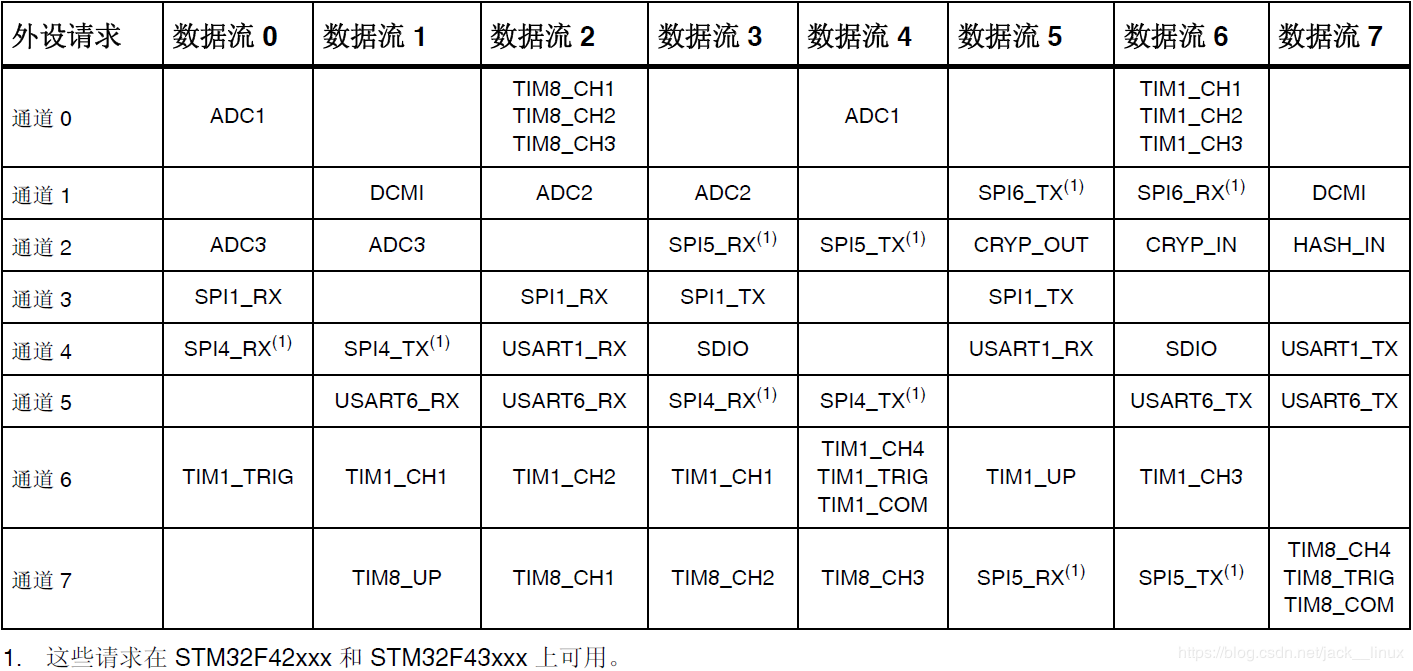 外设请求 数据流 0 数据流 1 数据流 2 数据流 3 数据流 4 数据流 5 数据流 6 数据流 7
通道 0 ADC1 TIM8_CH1 TIM8_CH2 TIM8_CH3 ADC1 TIM1_CH1 TIM1_CH2 TIM1_CH3
通道 1 DCMI ADC2 ADC2 SPI6_TX(1) SPI6_RX(1) DCMI
通道 2 ADC3 ADC3 SPI5_RX(1) SPI5_TX(1) CRYP_OUT CRYP_IN HASH_IN
通道 3 SPI1_RX SPI1_RX SPI1_TX SPI1_TX
通道 4 SPI4_RX(1) SPI4_TX(1) USART1_RX SDIO USART1_RX SDIO USART1_TX
通道 5 USART6_RX USART6_RX SPI4_RX(1) SPI4_TX(1) USART6_TX USART6_TX
通道 6 TIM1_TRIG TIM1_CH1 TIM1_CH2 TIM1_CH1 TIM1_CH4 TIM1_TRIG TIM1_COM TIM1_UP TIM1_CH3
通道 7 TIM8_UP TIM8_CH1 TIM8_CH2 TIM8_CH3 SPI5_RX(1) SPI5_TX(1) TIM8_CH4 TIM8_TRIG TIM8_COM
1. 这些请求在 STM32F42xxx 和 STM32F43xxx 上可用。
https://blog.csdn.net/jack__linux